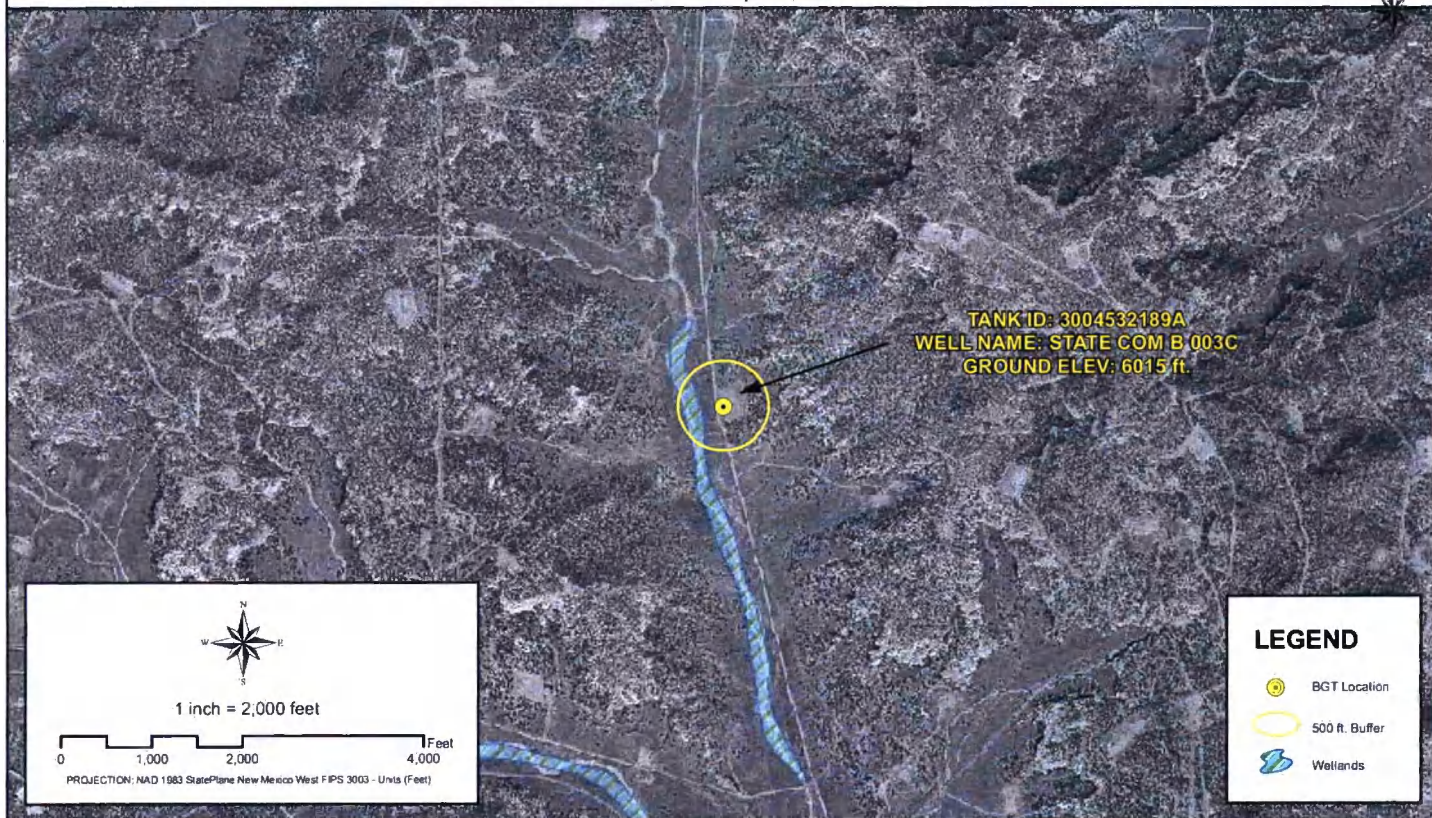 TANK ID: 3004532189A
WELL NAME: STATE COM B 003C
GROUND ELEV: 6015 ft.
N
W E
S
1 inch = 2,000 feet
0 1,000 2,000 4,000 Feet
PROJECTION: NAD 1983 StatePlane New Mexico West FIPS 3003 - Units (Feet)
LEGEND
BGT Location
500 ft. Buffer
Wetlands